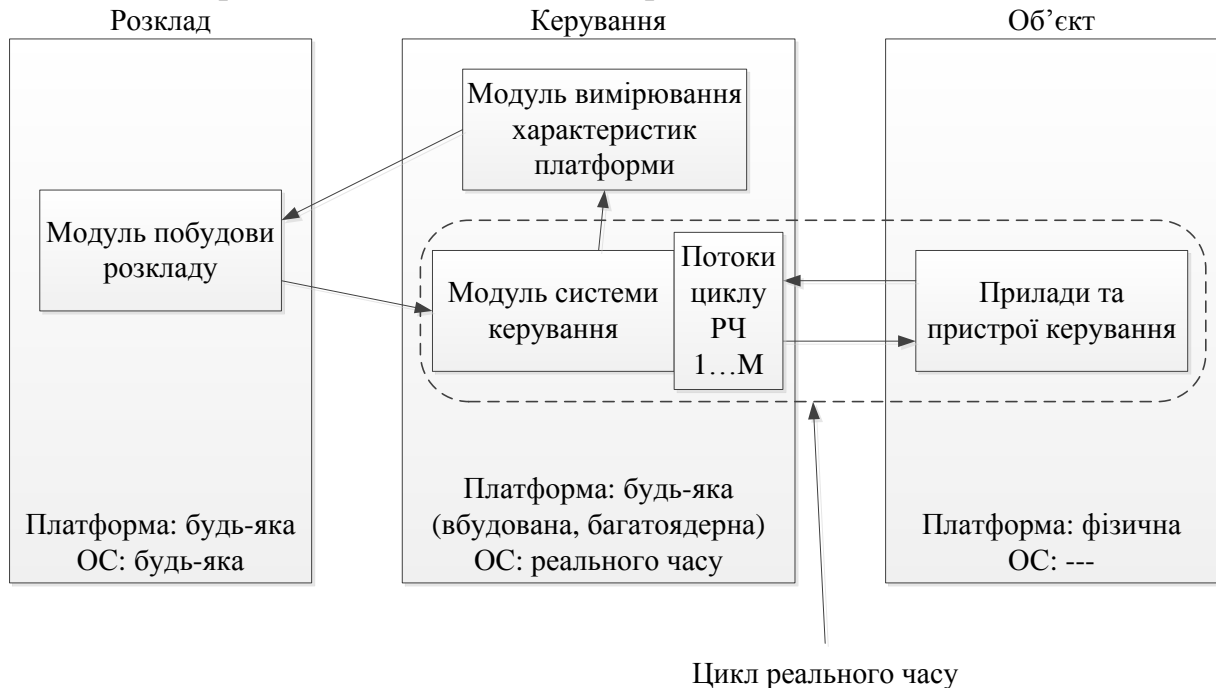 Розклад
Керування
Об’єкт
Модуль вимірювання
характеристик
платформи
Модуль побудови
розкладу
Модуль системи
керування
Потоки
циклу
РЧ
1…М
Прилади та
пристрої керування
Платформа: будь-яка
ОС: будь-яка
Платформа: будь-яка
(вбудована, багатоядерна)
ОС: реального часу
Платформа: фізична
ОС: ---
Цикл реального часу